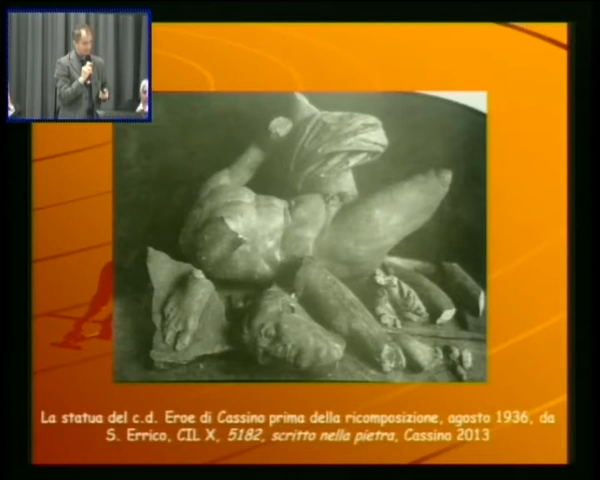 La statua del c.d. Eroe di Cassino prima della ricomposizione, agosto 1936, da
S. Errico, CIL X, 5182, scritto nella pietra, Cassino 2013